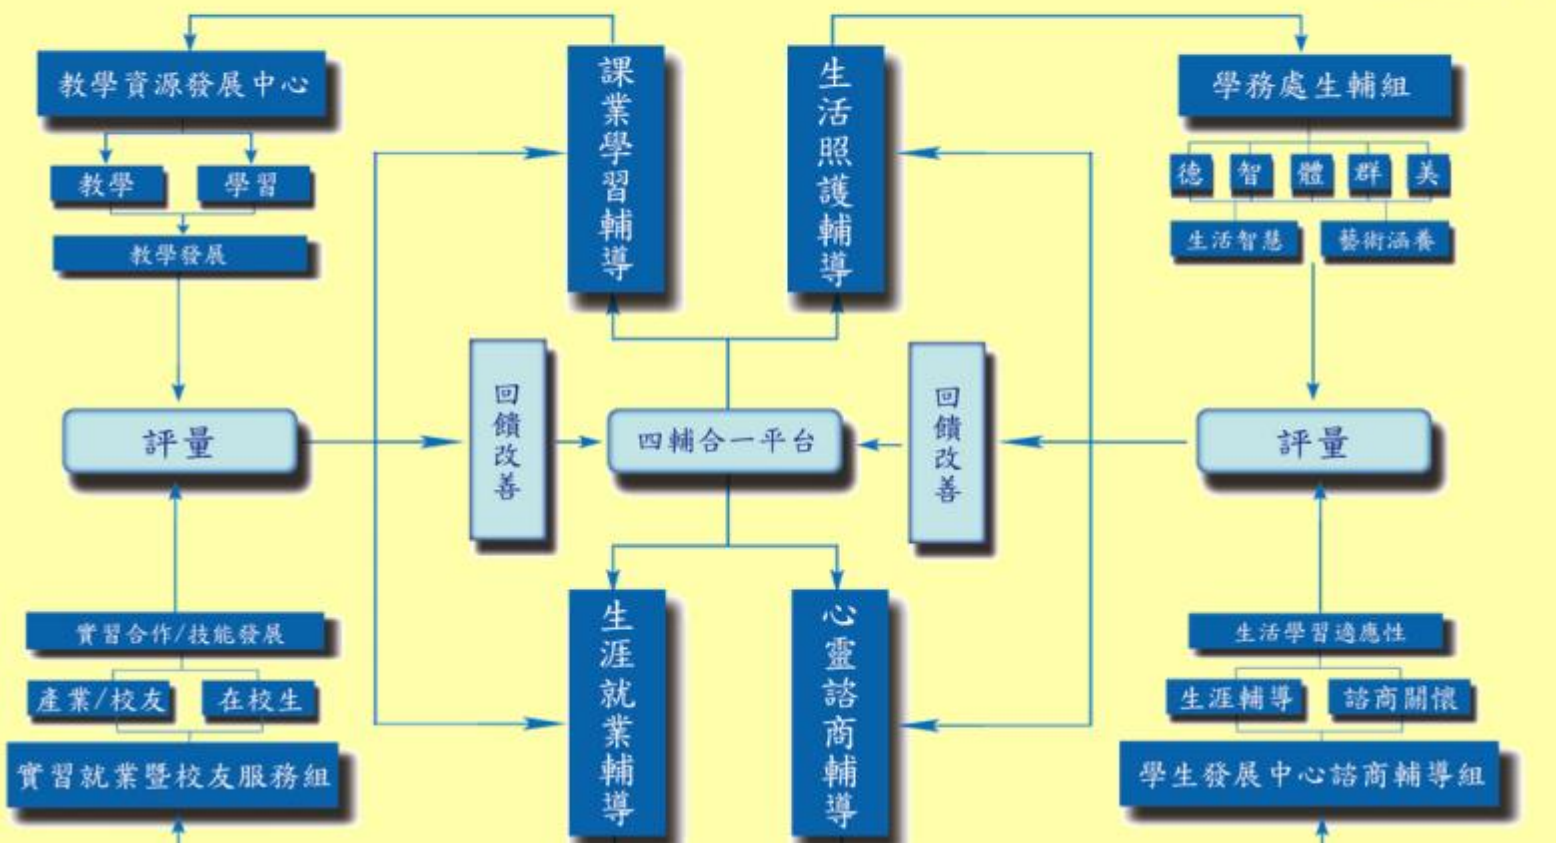 教學資源發展中心
課業學習輔導
生活照護輔導
學務處生輔組
教學
學習
德
智
體
群
美
教學發展
生活智慧
藝術涵養
評量
回饋改善
四輔合一平台
回饋改善
評量
實習合作/技能發展
生涯就業輔導
心靈諮商輔導
生活學習適應性
產業/校友
在校生
生涯輔導
諮商關懷
實習就業暨校友服務組
學生發展中心諮商輔導組